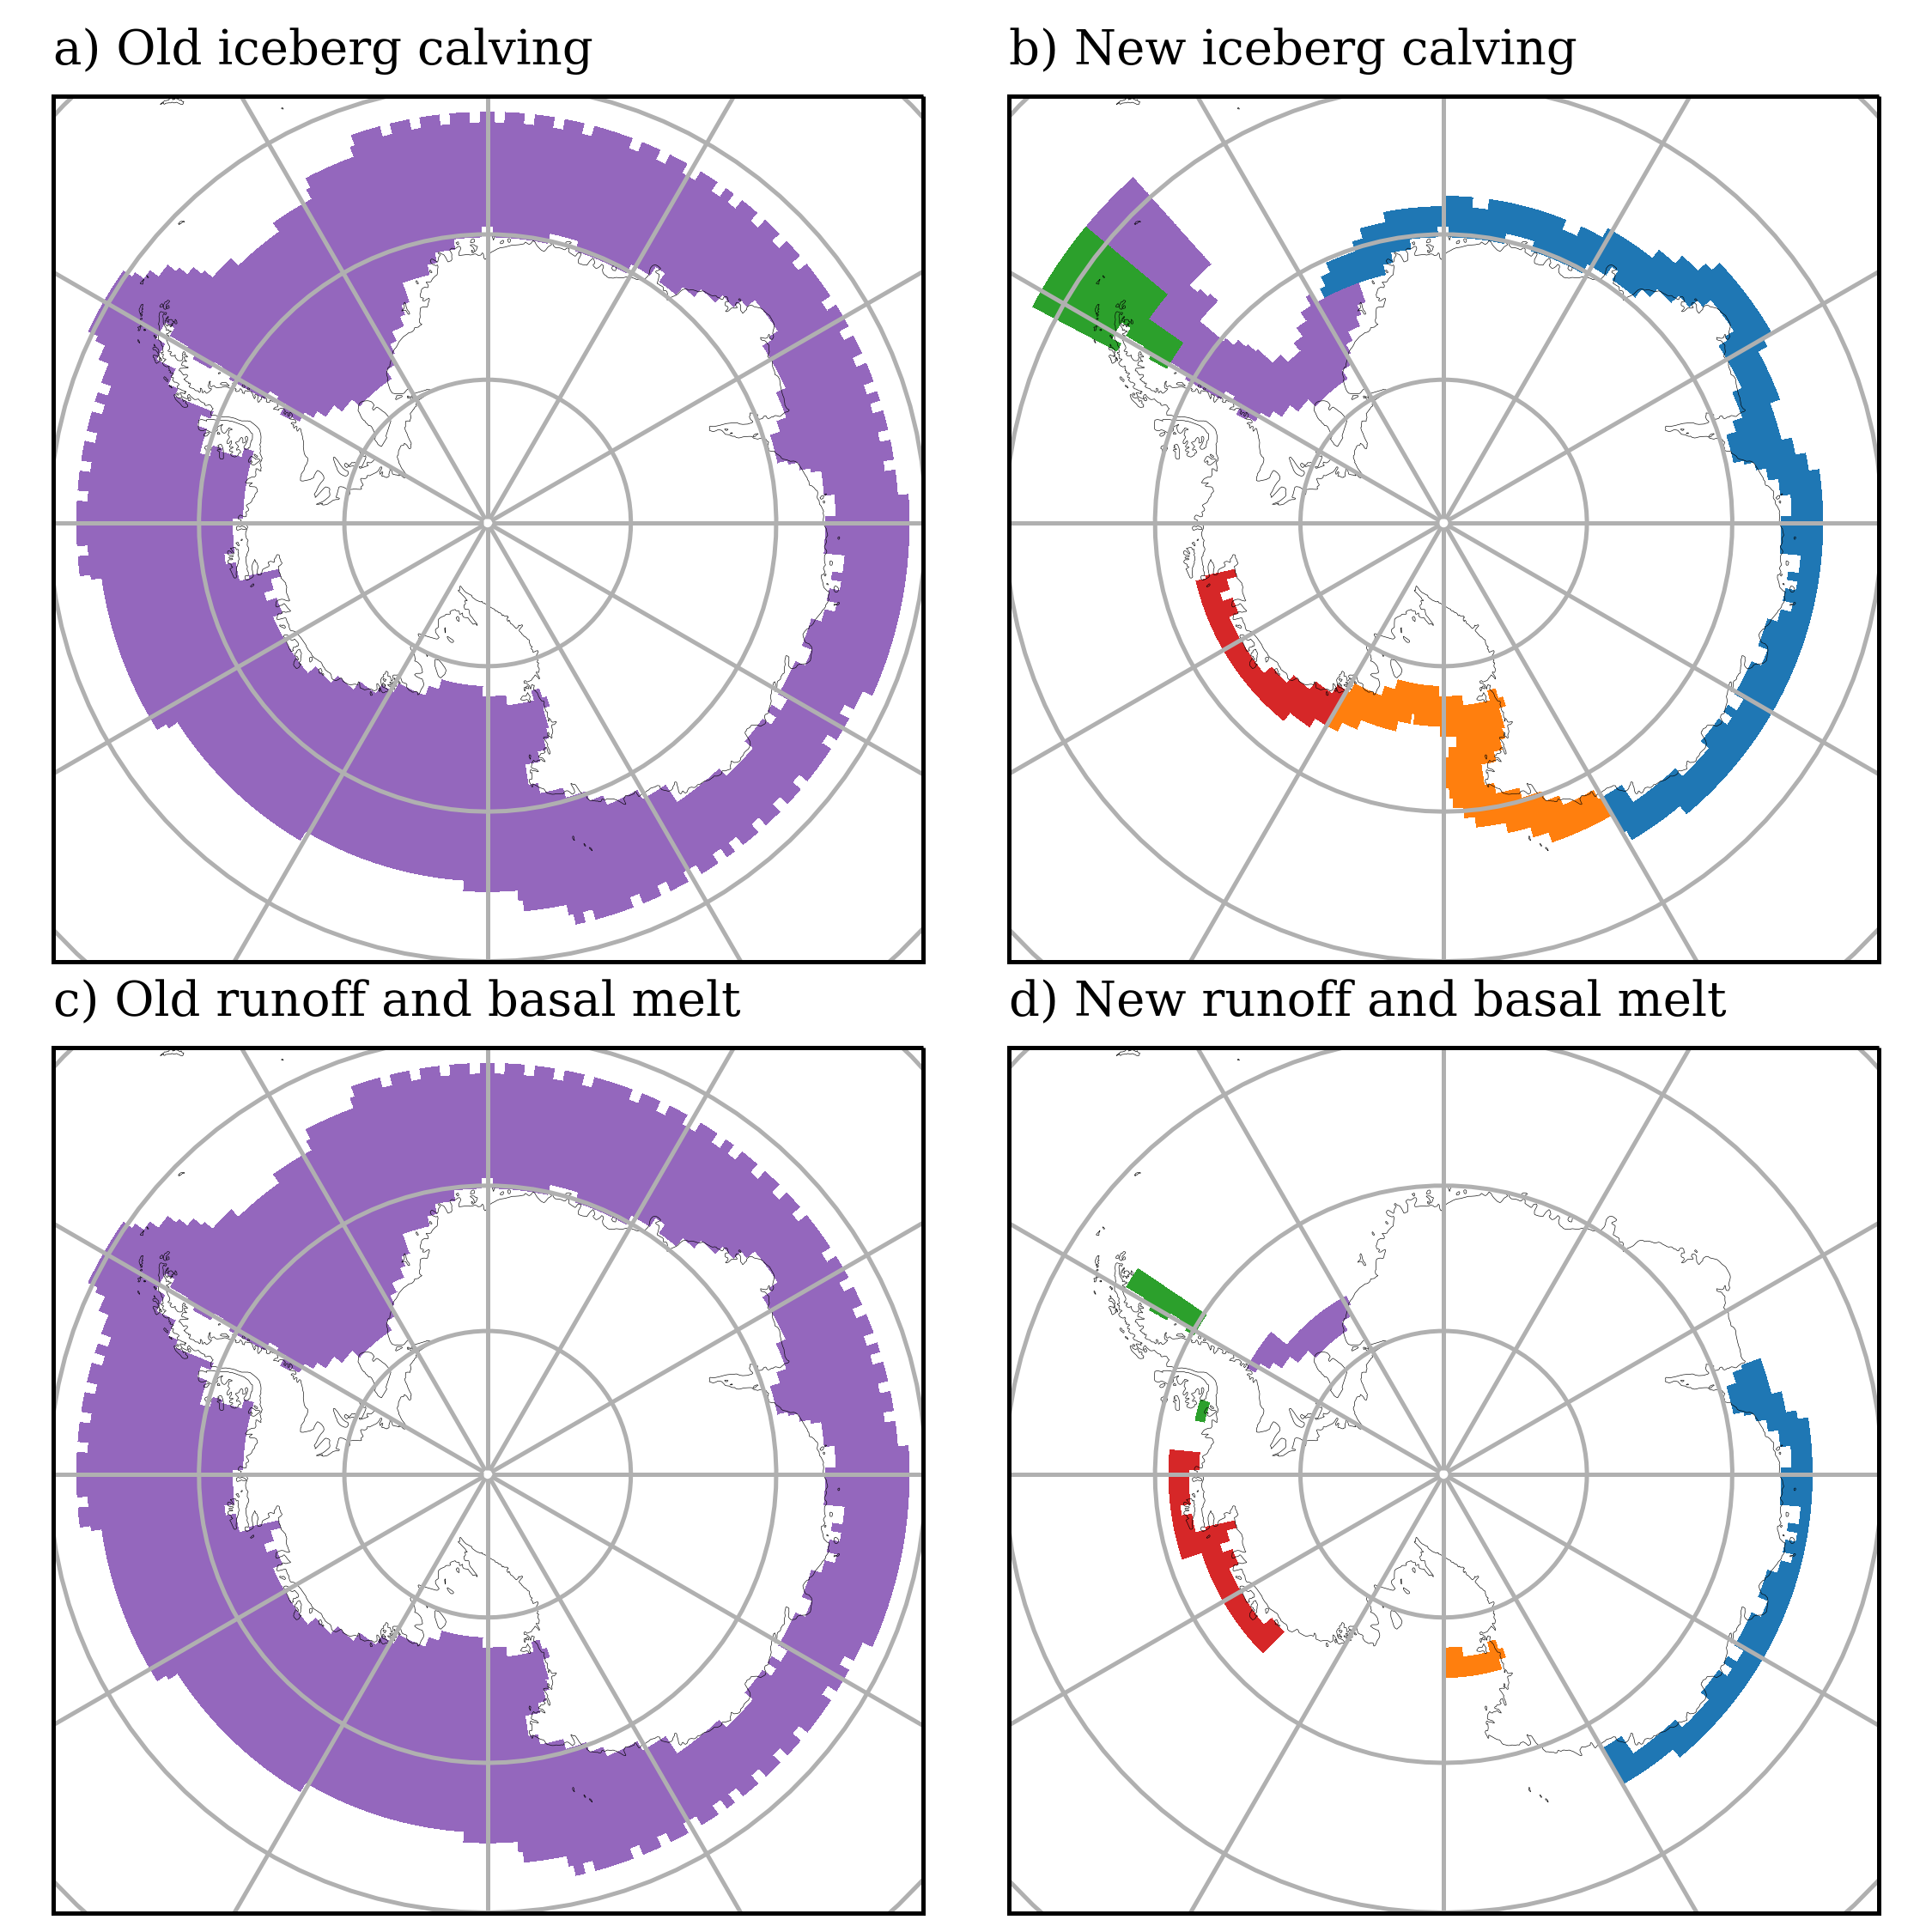 a) Old iceberg calving
b) New iceberg calving
c) Old runoff and basal melt
d) New runoff and basal melt